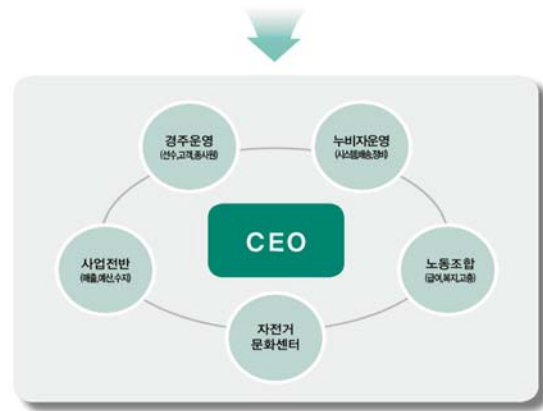 경주운영
(선수,고객,종사원)
누비자운영
(시스템,배송,정비)
CEO
사업전반
(매출,예산,수지)
노동조합
(급여,복지,고충)
자전거
문화센터